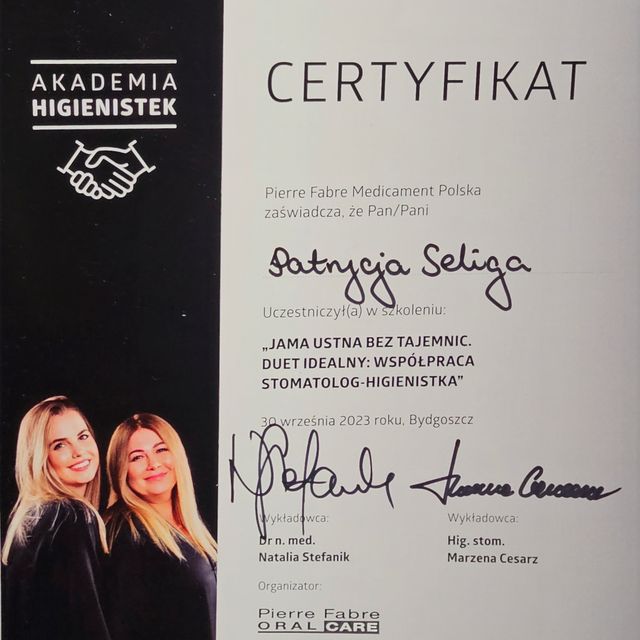 AKADEMIA
HIGIENISTEK
CERTYFIKAT
Pierre Fabre Medicament Polska
zaświadcza, że Pan/Pani
Patrycja Seliga
Uczestniczył(a) w szkoleniu:
„JAMA USTNA BEZ TAJEMNIC.
DUET IDEALNY: WSPÓŁPRACA
STOMATOLOG-HIGIENISTKA”
30 września 2023 roku, Bydgoszcz
Wykładowca:
Dr n. med.
Natalia Stefanik
Wykładowca:
Hig. stom.
Marzena Cesarz
Organizator:
Pierre Fabre
ORAL CARE